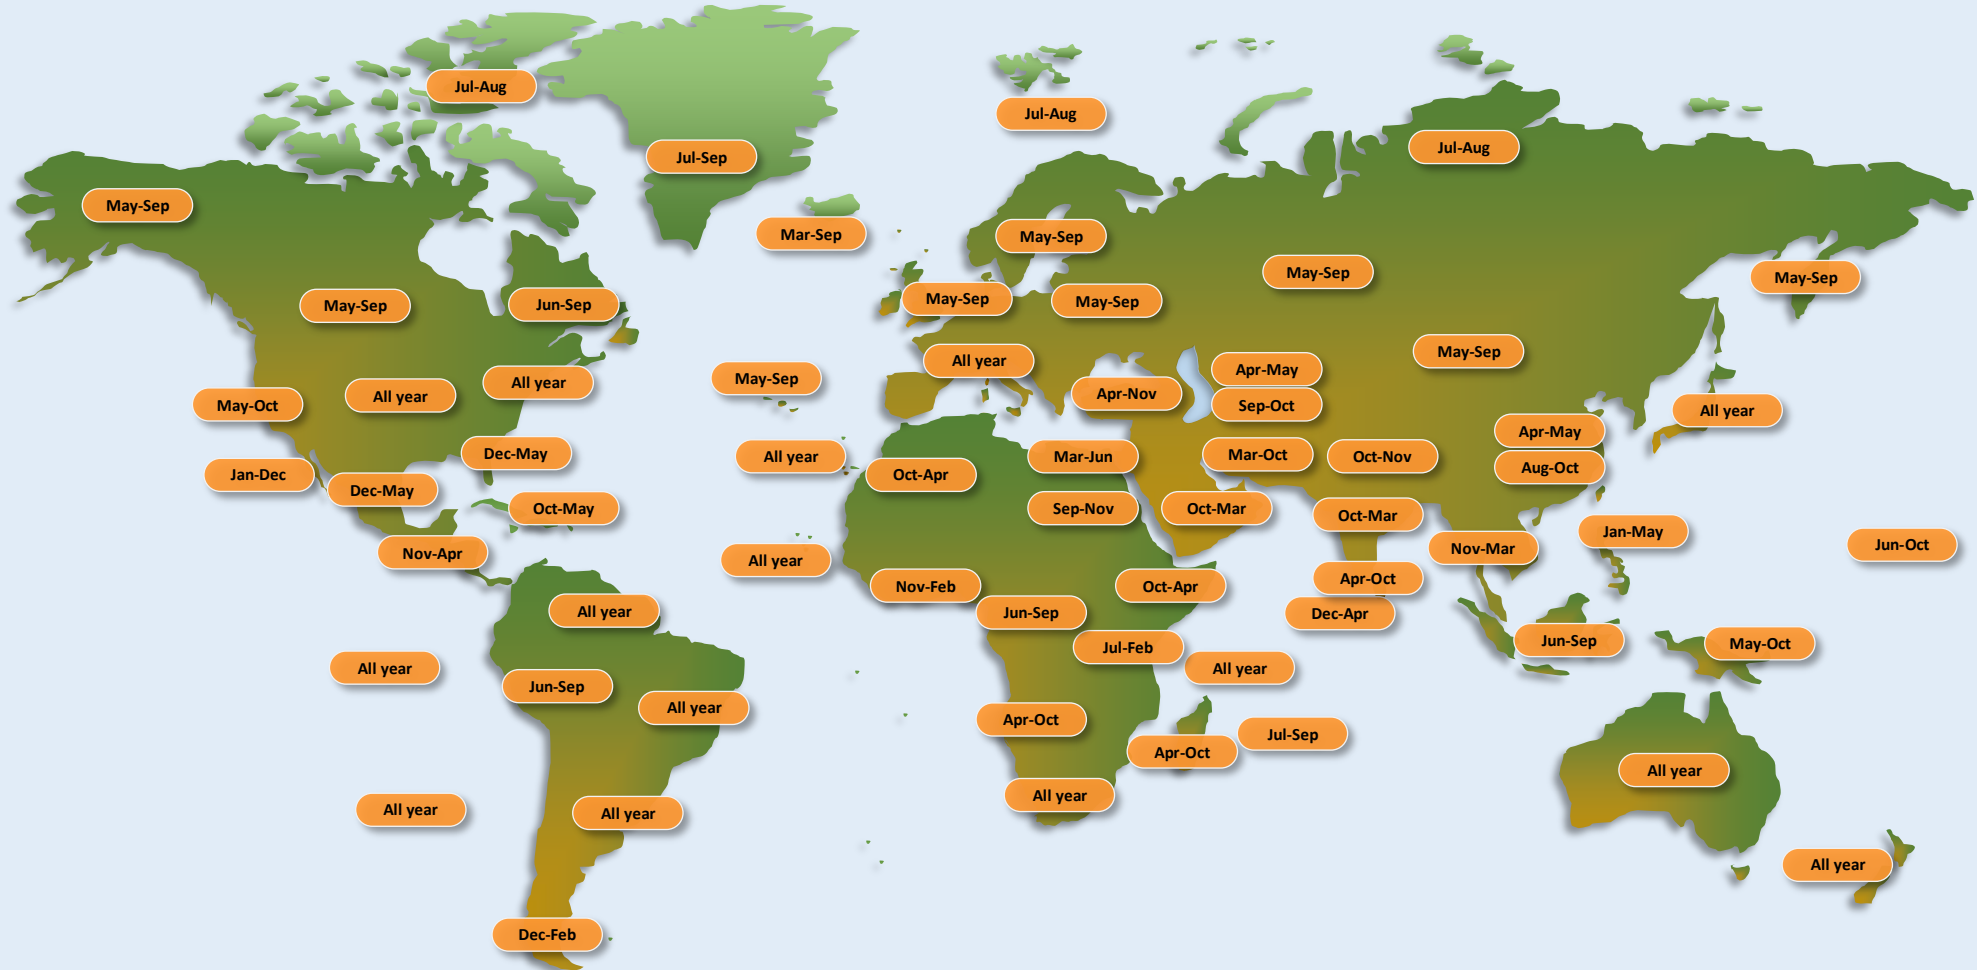 Jul-Aug
Jul-Aug
Jul-Aug
Jul-Sep
May-Sep
Mar-Sep
May-Sep
May-Sep
May-Sep
May-Sep
Jun-Sep
May-Sep
May-Sep
May-Sep
All year
Apr-May
May-Sep
All year
All year
May-Oct
Apr-Nov
Sep-Oct
All year
Apr-May
Dec-May
All year
Mar-Jun
Mar-Oct
Oct-Nov
Aug-Oct
Jan-Dec
Dec-May
Oct-Apr
Oct-May
Sep-Nov
Oct-Mar
Oct-Mar
Jan-May
Nov-Apr
All year
Nov-Mar
Jun-Oct
Nov-Feb
Oct-Apr
Apr-Oct
All year
Jun-Sep
Dec-Apr
Jul-Feb
Jun-Sep
May-Oct
All year
All year
Jun-Sep
All year
Apr-Oct
Jul-Sep
Apr-Oct
All year
All year
All year
All year
All year
Dec-Feb